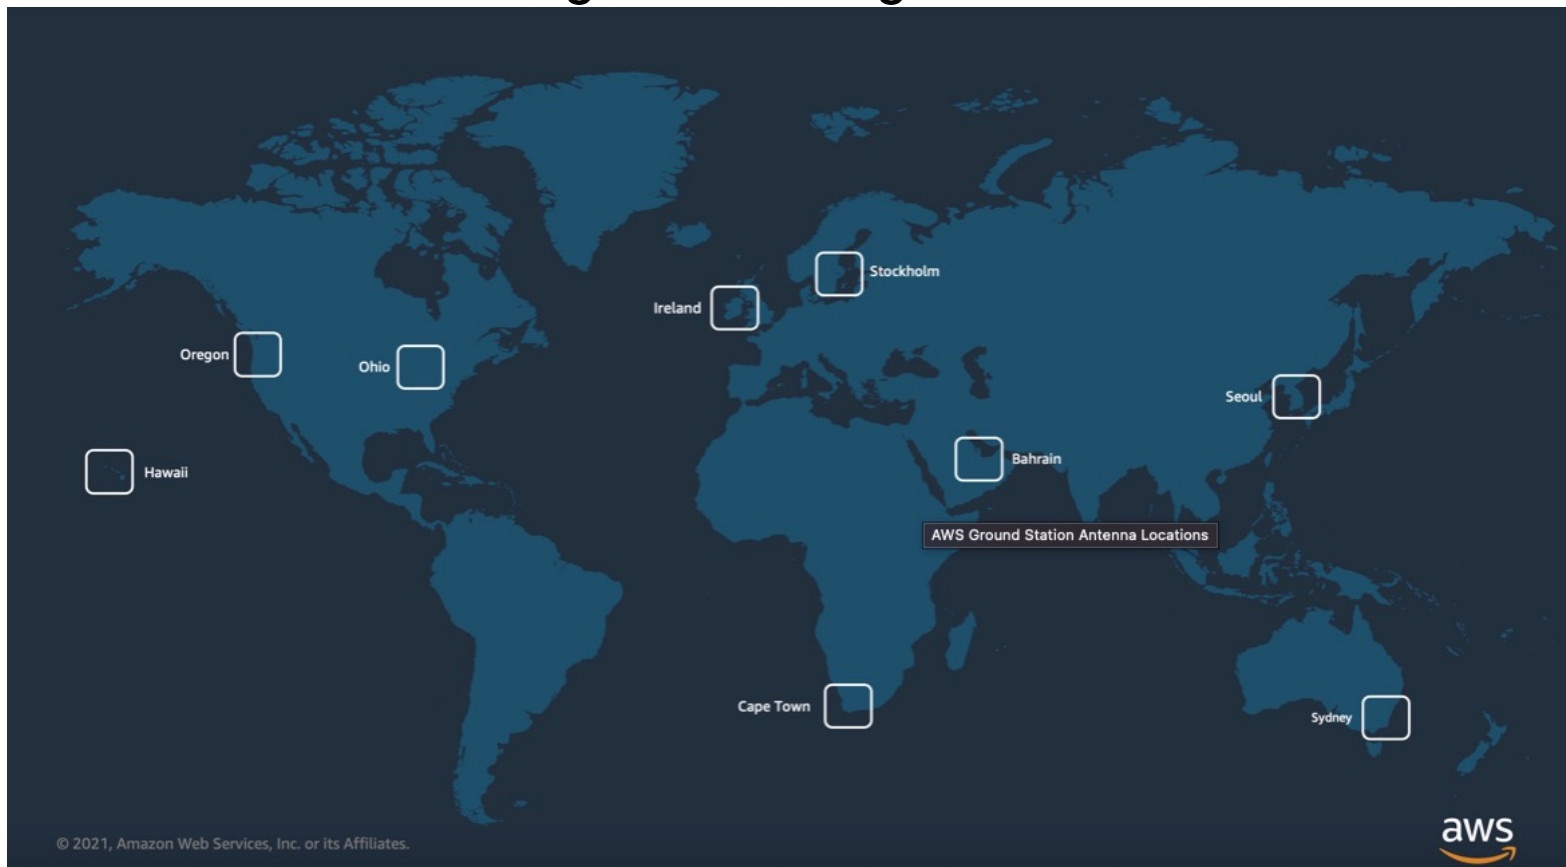 Stockholm
Ireland
Oregon
Ohio
Seoul
Bahrain
Hawaii
AWS Ground Station Antenna Locations
Cape Town
Sydney
© 2021, Amazon Web Services, Inc. or its Affiliates.
aws